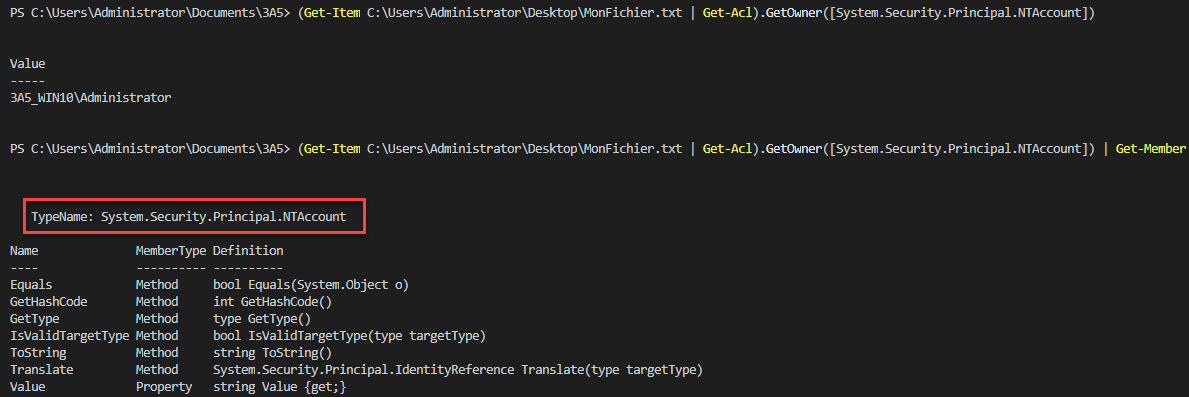 PS C:\Users\Administrator\Documents\3A5> (Get-Item C:\Users\Administrator\Desktop\MonFichier.txt | Get-Acl).GetOwner([System.Security.Principal.NTAccount])
Value
-----
3A5_WIN10\Administrator
PS C:\Users\Administrator\Documents\3A5> (Get-Item C:\Users\Administrator\Desktop\MonFichier.txt | Get-Acl).GetOwner([System.Security.Principal.NTAccount]) | Get-Member
TypeName: System.Security.Principal.NTAccount
Name MemberType Definition
---- ---------- ----------
Equals Method bool Equals(System.Object o)
GetHashCode Method int GetHashCode()
GetType Method type GetType()
IsValidTargetType Method bool IsValidTargetType(type targetType)
ToString Method string ToString()
Translate Method System.Security.Principal.IdentityReference Translate(type targetType)
Value Property string Value {get;}